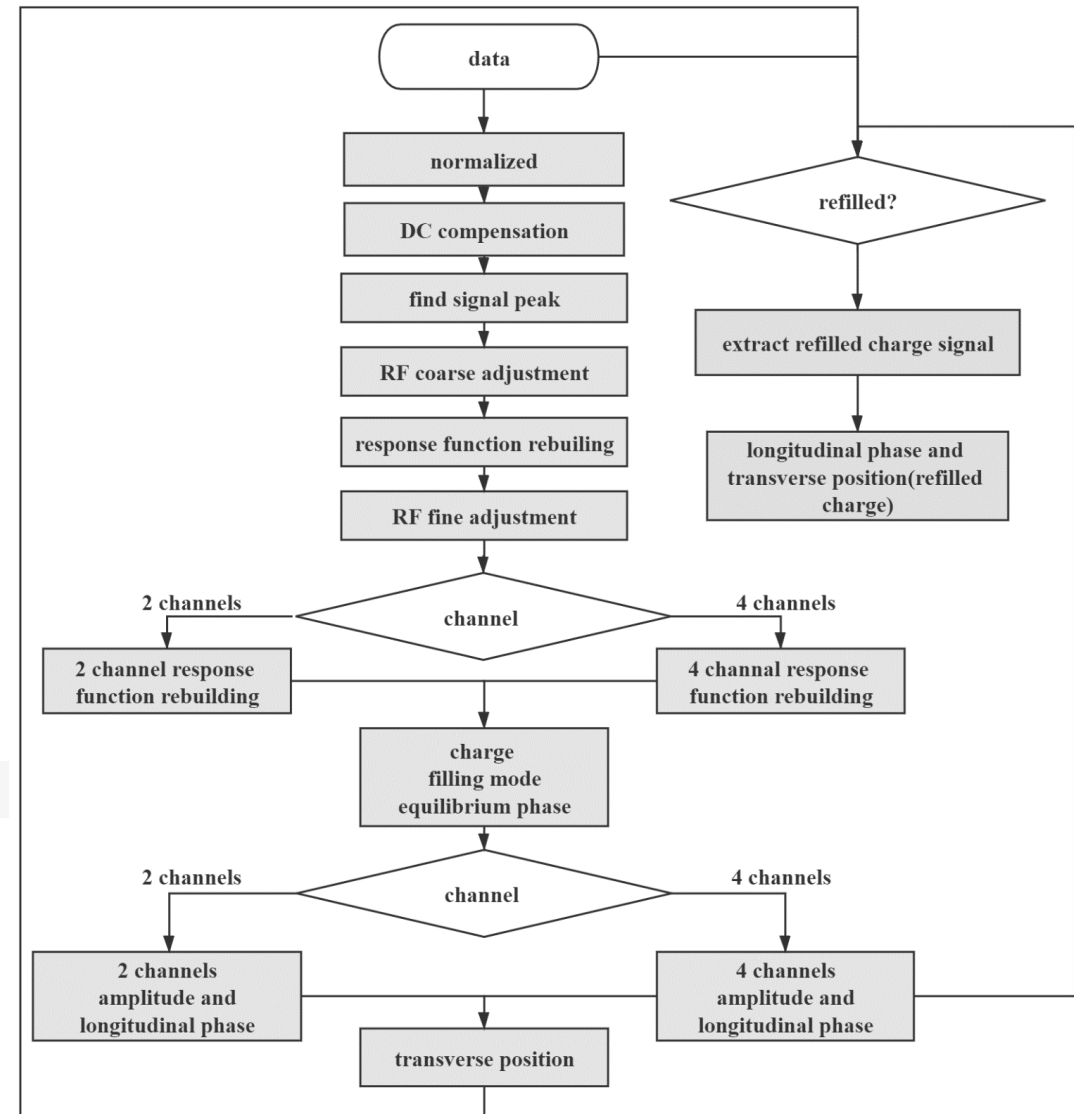 data
normalized
DC compensation
find signal peak
RF coarse adjustment
response function rebuiling
RF fine adjustment
refilled?
extract refilled charge signal
longitudinal phase and
transverse position(refilled
charge)
2 channels
channel
4 channels
2 channel response
function rebuilding
4 channal response
function rebuilding
charge
filling mode
equilibrium phase
2 channels
channel
4 channels
2 channels
amplitude and
longitudinal phase
4 channels
amplitude and
longitudinal phase
transverse position